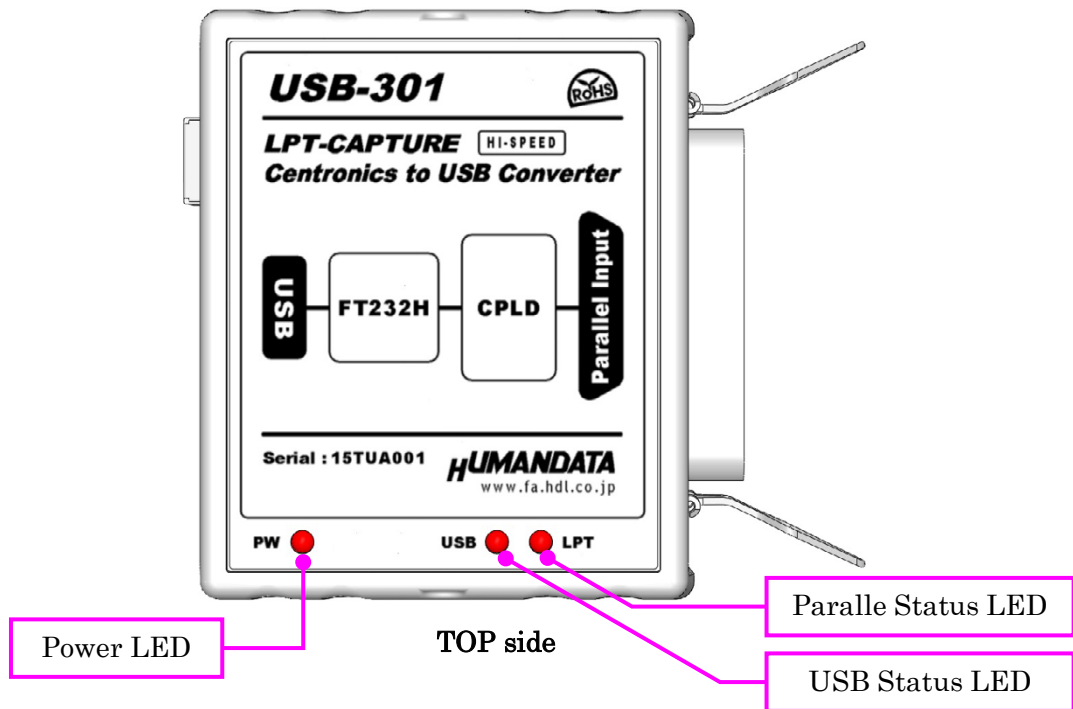 USB-301
RoHS
LPT-CAPTURE HI-SPEED
Centronics to USB Converter
USB
FT232H
CPLD
Parallel Input
Serial : 15TUA001
HUMANDATA
www.fa.hdl.co.jp
PW
USB
LPT
Power LED
TOP side
Paralle Status LED
USB Status LED